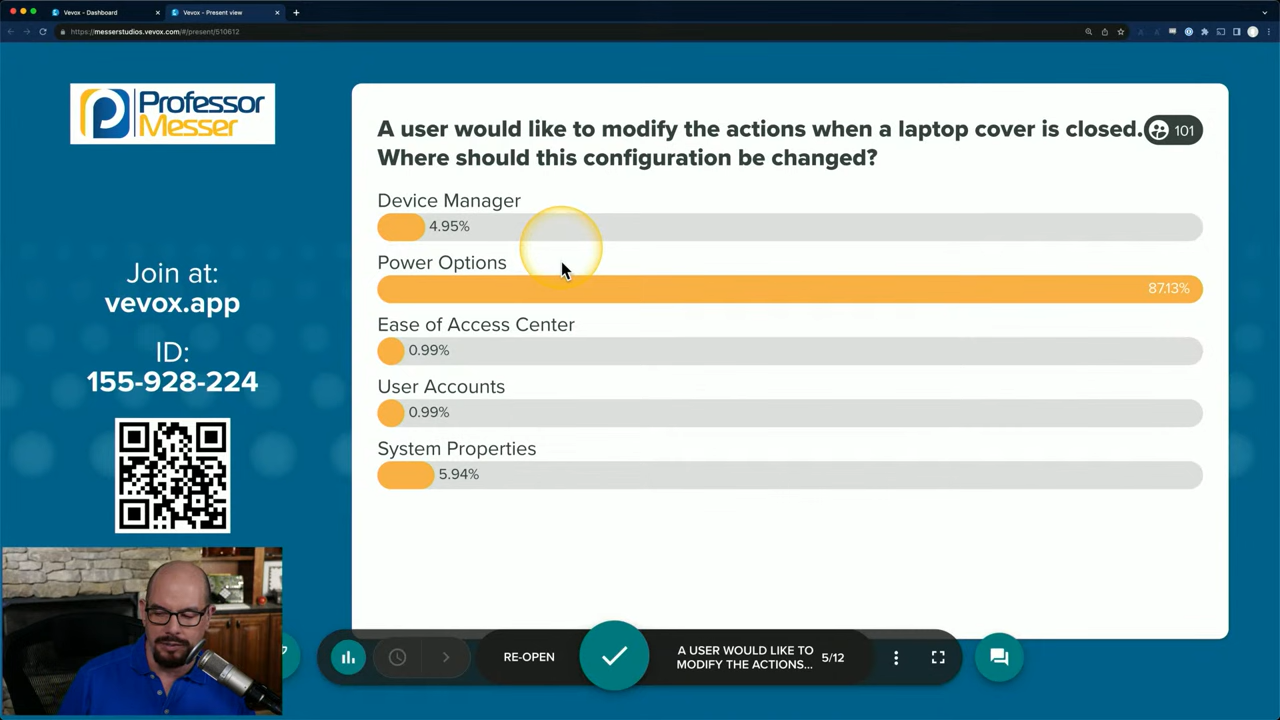 Vevox - Dashboard
Vevox - Present view
https://messerstudios.vevox.com/#/present/510612
Professor
Messer
A user would like to modify the actions when a laptop cover is closed.
Where should this configuration be changed?
101
Device Manager
4.95%
Power Options
87.13%
Ease of Access Center
0.99%
User Accounts
0.99%
System Properties
5.94%
Join at:
vevox.app
ID:
155-928-224
RE-OPEN
A USER WOULD LIKE TO
MODIFY THE ACTIONS...
5/12